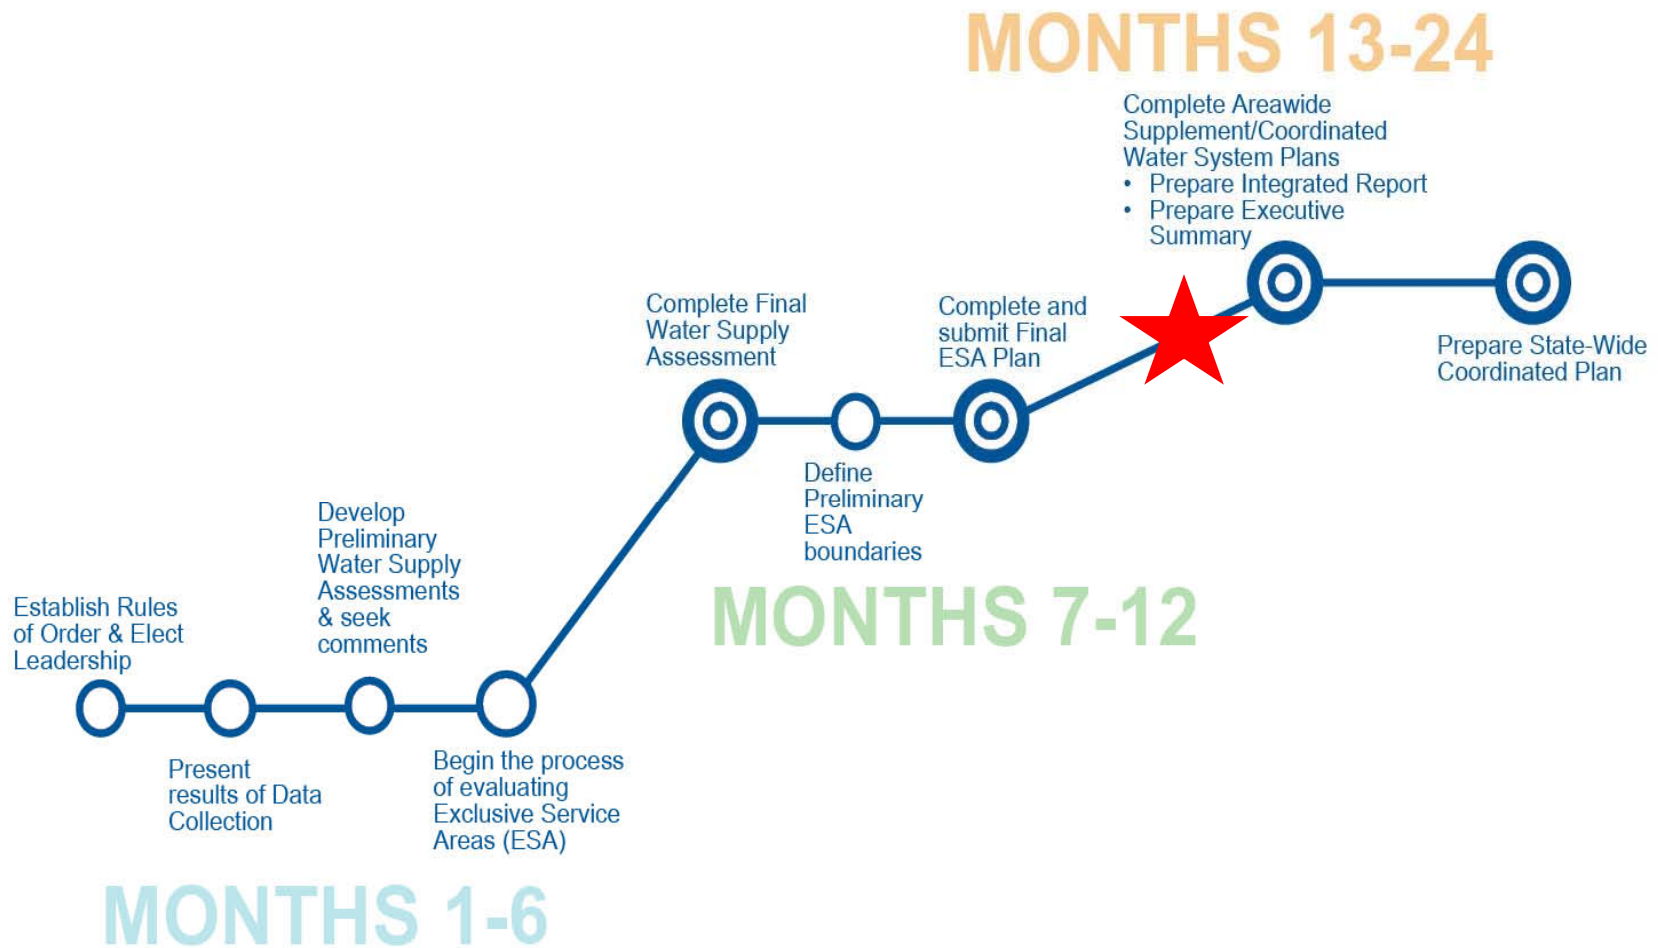 MONTHS 13-24
Complete Areawide
Supplement/Coordinated
Water System Plans
• Prepare Integrated Report
• Prepare Executive
Summary
Complete Final
Water Supply
Assessment
Complete and
submit Final
ESA Plan
Prepare State-Wide
Coordinated Plan
Define
Preliminary
ESA
boundaries
MONTHS 7-12
Develop
Preliminary
Water Supply
Assessments
& seek
comments
Establish Rules
of Order & Elect
Leadership
Present
results of Data
Collection
Begin the process
of evaluating
Exclusive Service
Areas (ESA)
MONTHS 1-6